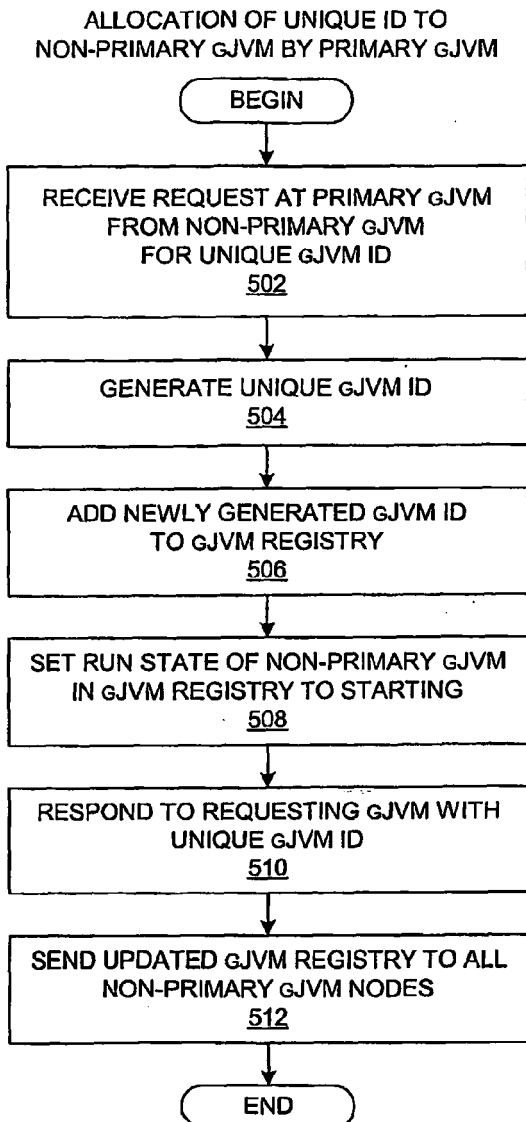 ALLOCATION OF UNIQUE ID TO
NON-PRIMARY GJVM BY PRIMARY GJVM
BEGIN
RECEIVE REQUEST AT PRIMARY GJVM
FROM NON-PRIMARY GJVM
FOR UNIQUE GJVM ID
502
GENERATE UNIQUE GJVM ID
504
ADD NEWLY GENERATED GJVM ID
TO GJVM REGISTRY
506
SET RUN STATE OF NON-PRIMARY GJVM
IN GJVM REGISTRY TO STARTING
508
RESPOND TO REQUESTING GJVM WITH
UNIQUE GJVM ID
510
SEND UPDATED GJVM REGISTRY TO ALL
NON-PRIMARY GJVM NODES
512
END